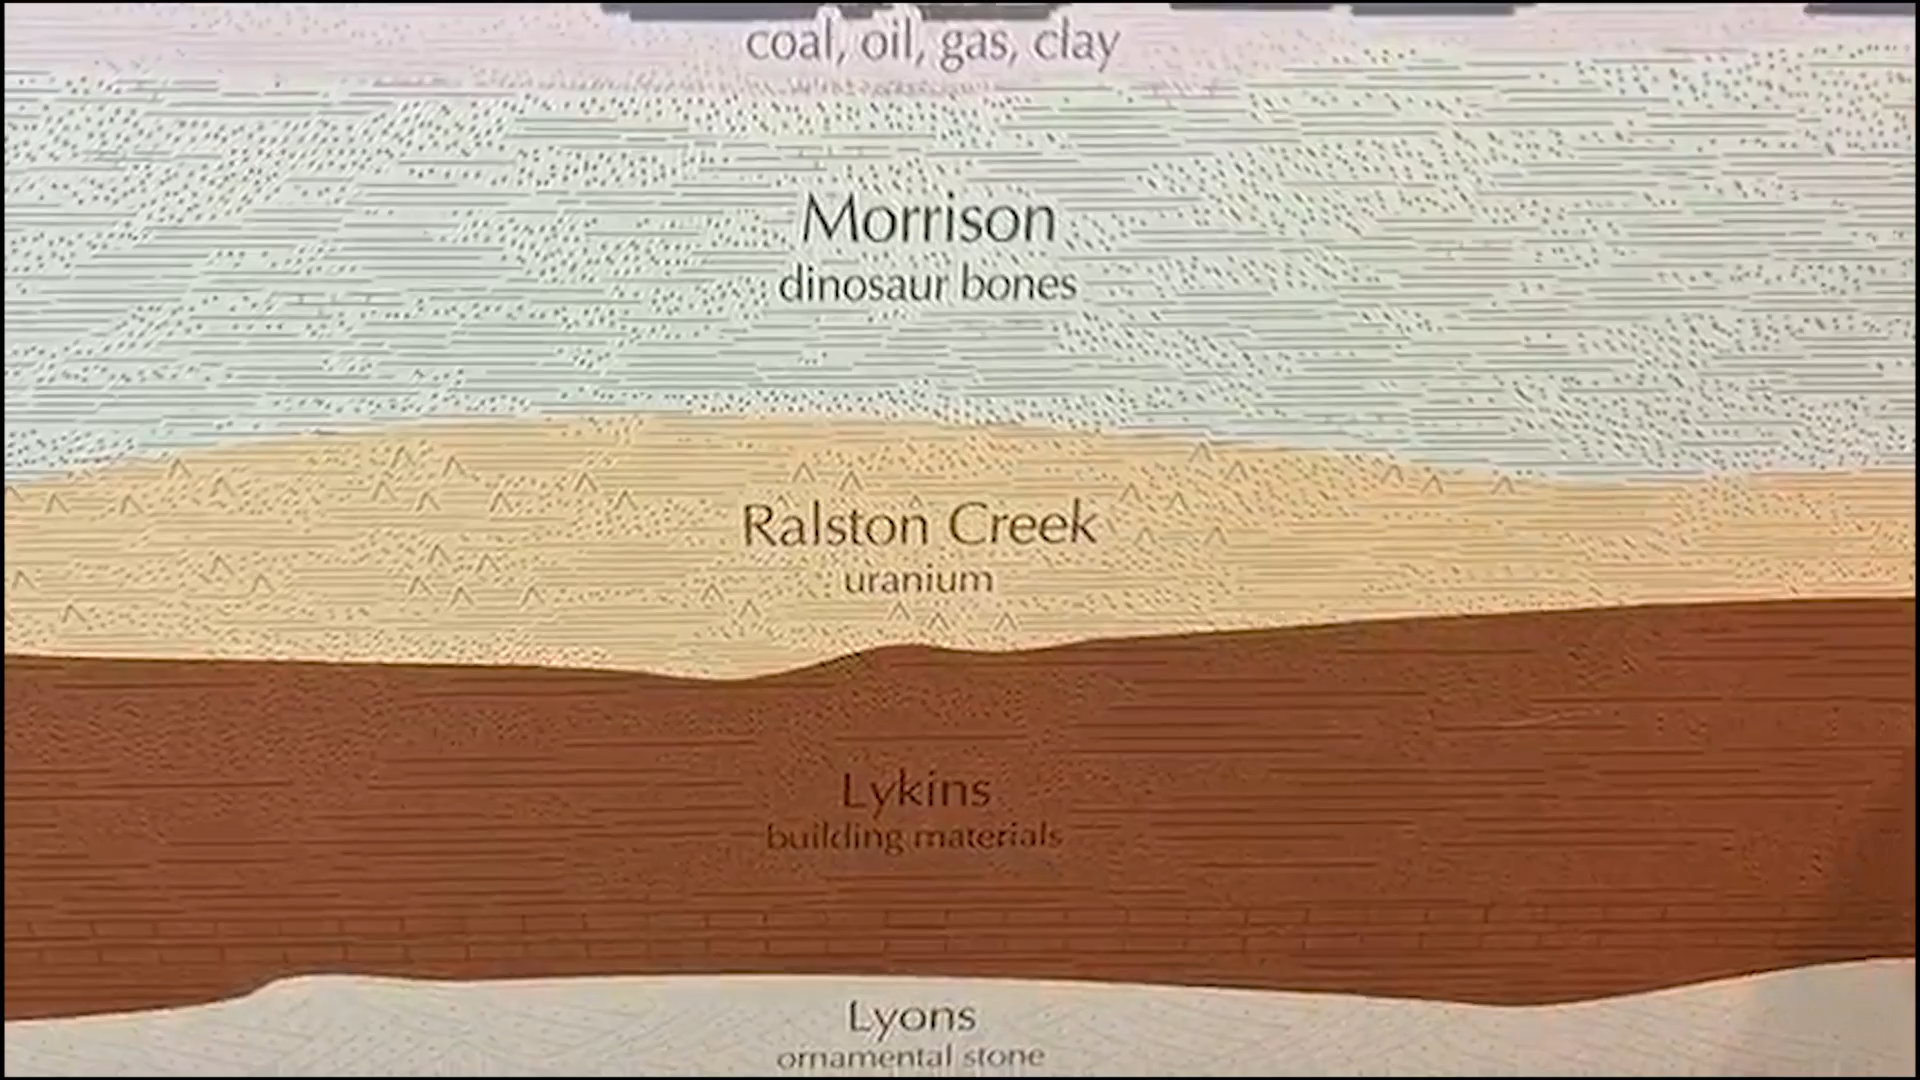 coal, oil, gas, clay
Morrison
dinosaur bones
Ralston Creek
uranium
Lykins
building materials
Lyons
ornamental stone